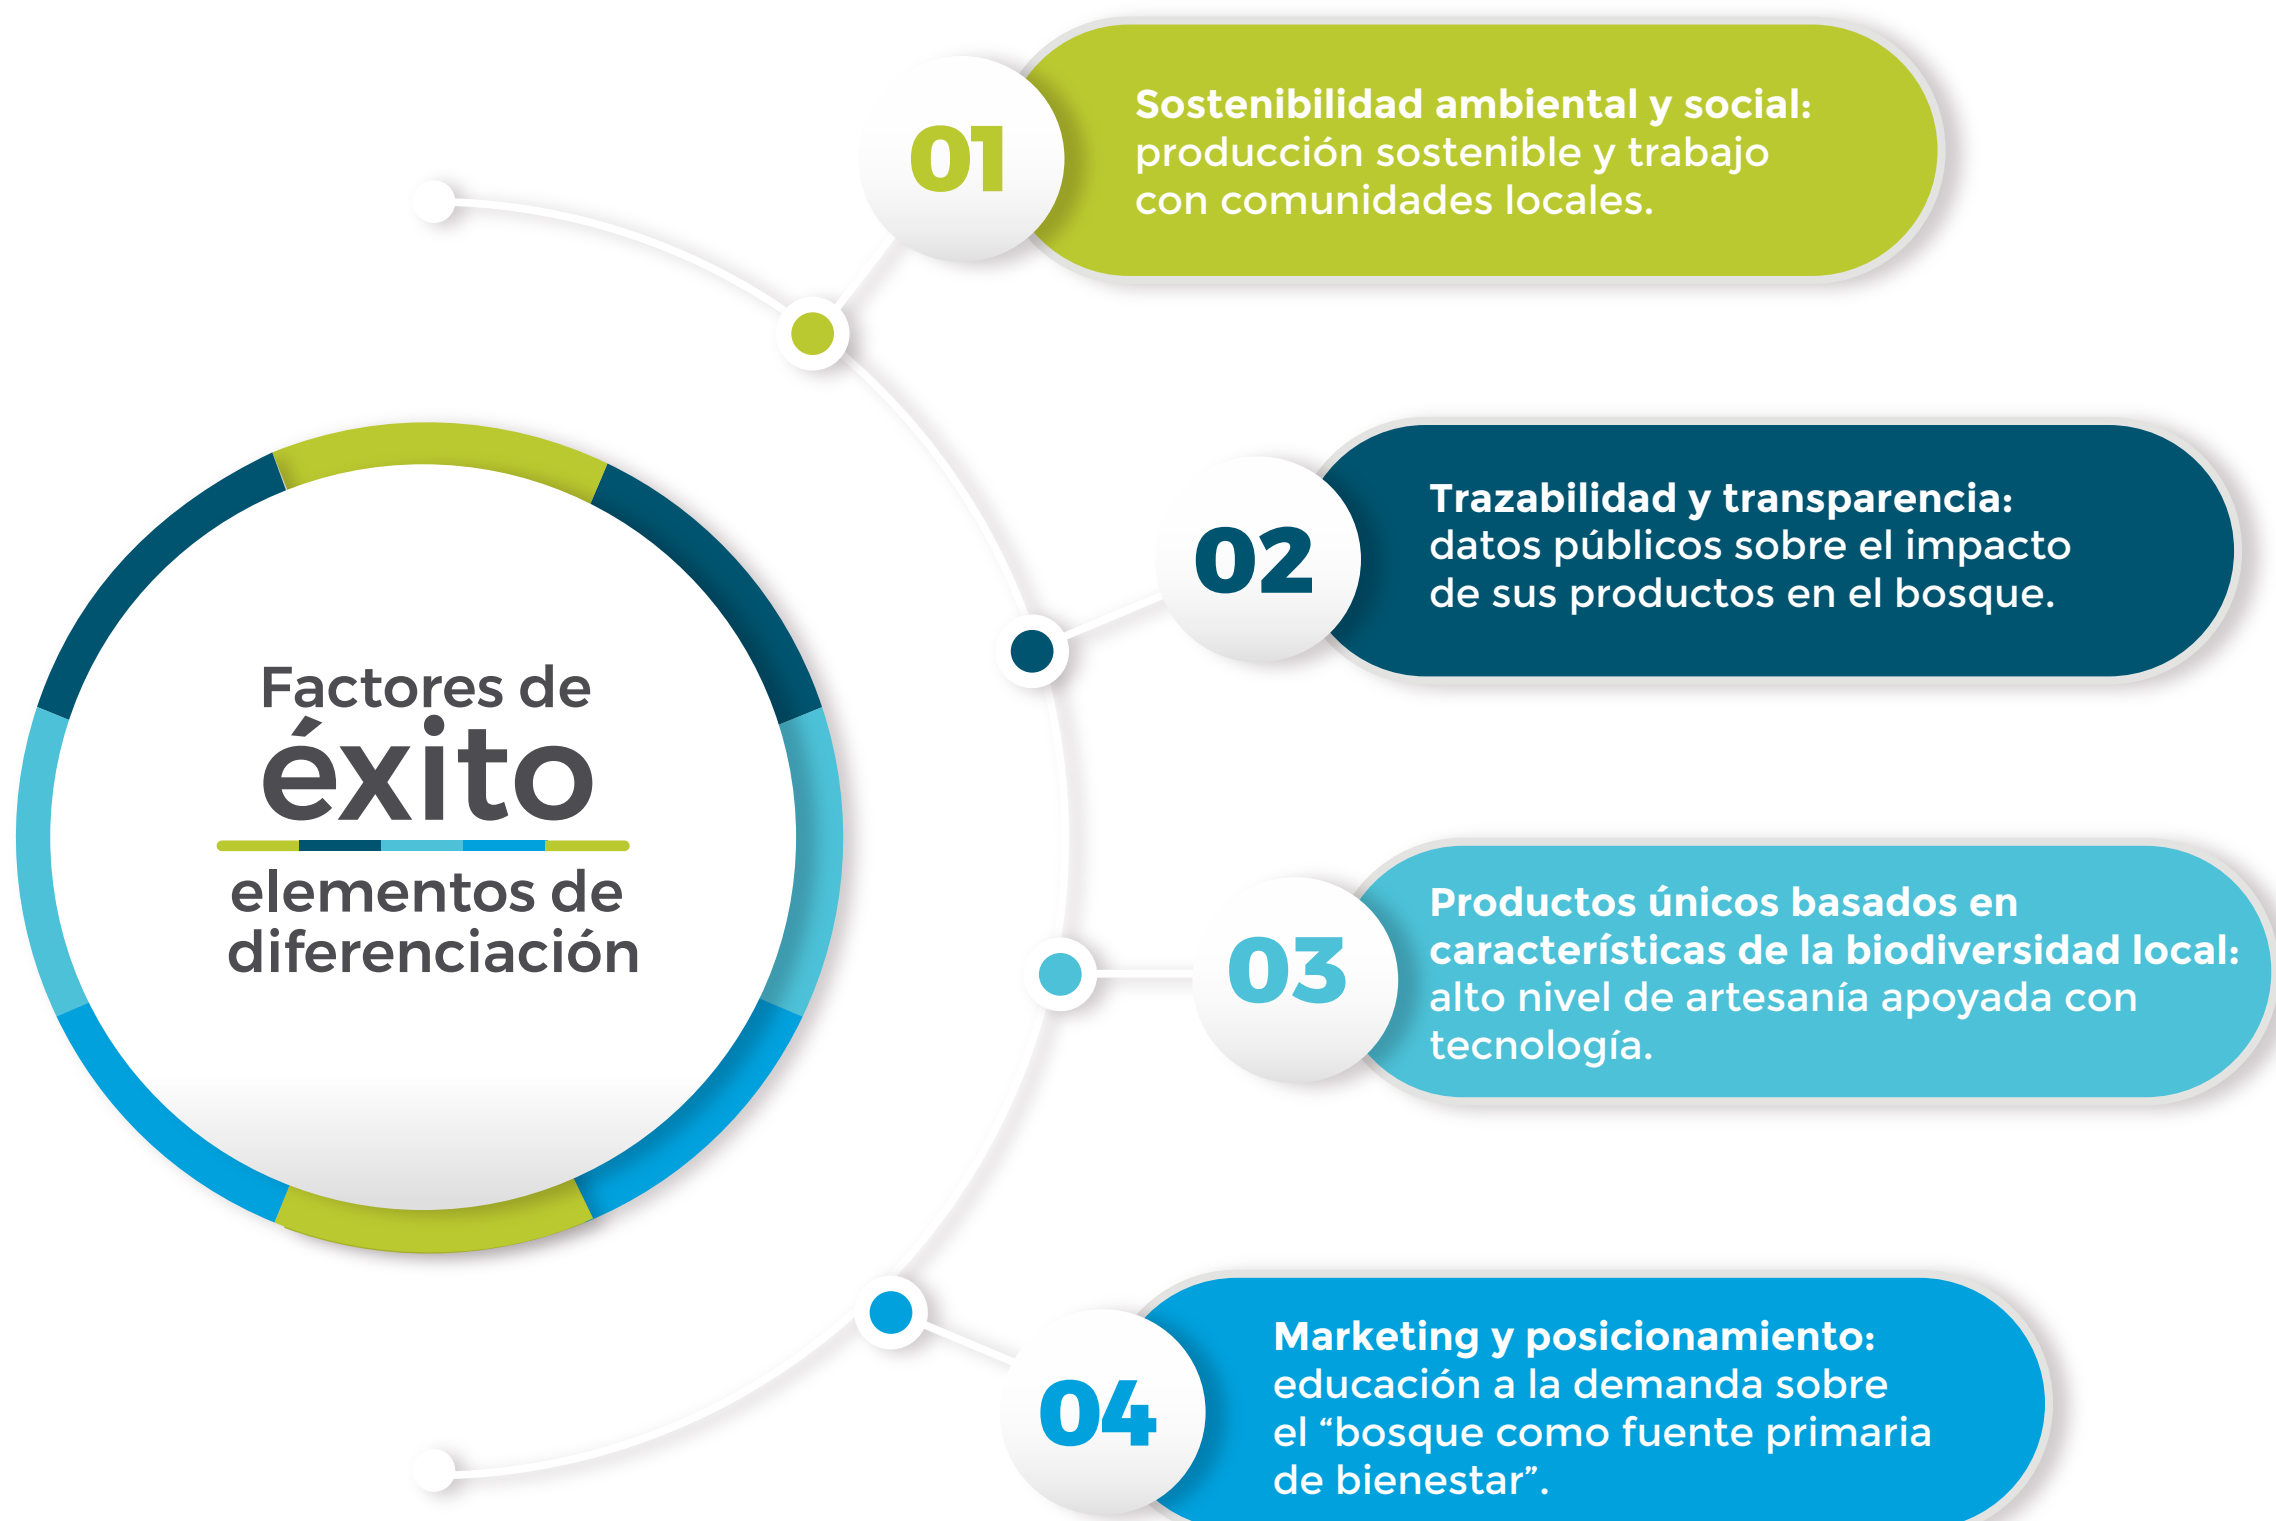 Factores de
éxito
elementos de
diferenciación
01
Sostenibilidad ambiental y social:
producción sostenible y trabajo
con comunidades locales.
02
Trazabilidad y transparencia:
datos públicos sobre el impacto
de sus productos en el bosque.
03
Productos únicos basados en
características de la biodiversidad local:
alto nivel de artesanía apoyada con
tecnología.
04
Marketing y posicionamiento:
educación a la demanda sobre
el “bosque como fuente primaria
de bienestar”.